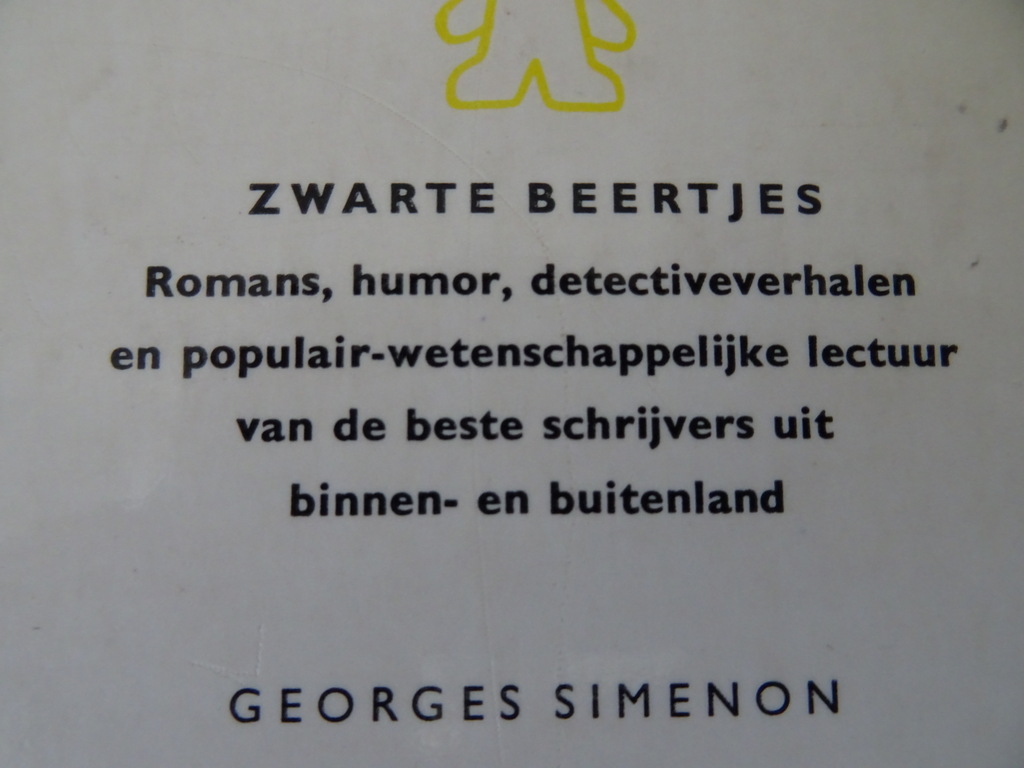 ZWARTE BEERTJES
Romans, humor, detectiveverhalen
en populair-wetenschappelijke lectuur
van de beste schrijvers uit
binnen- en buitenland
GEORGES SIMENON